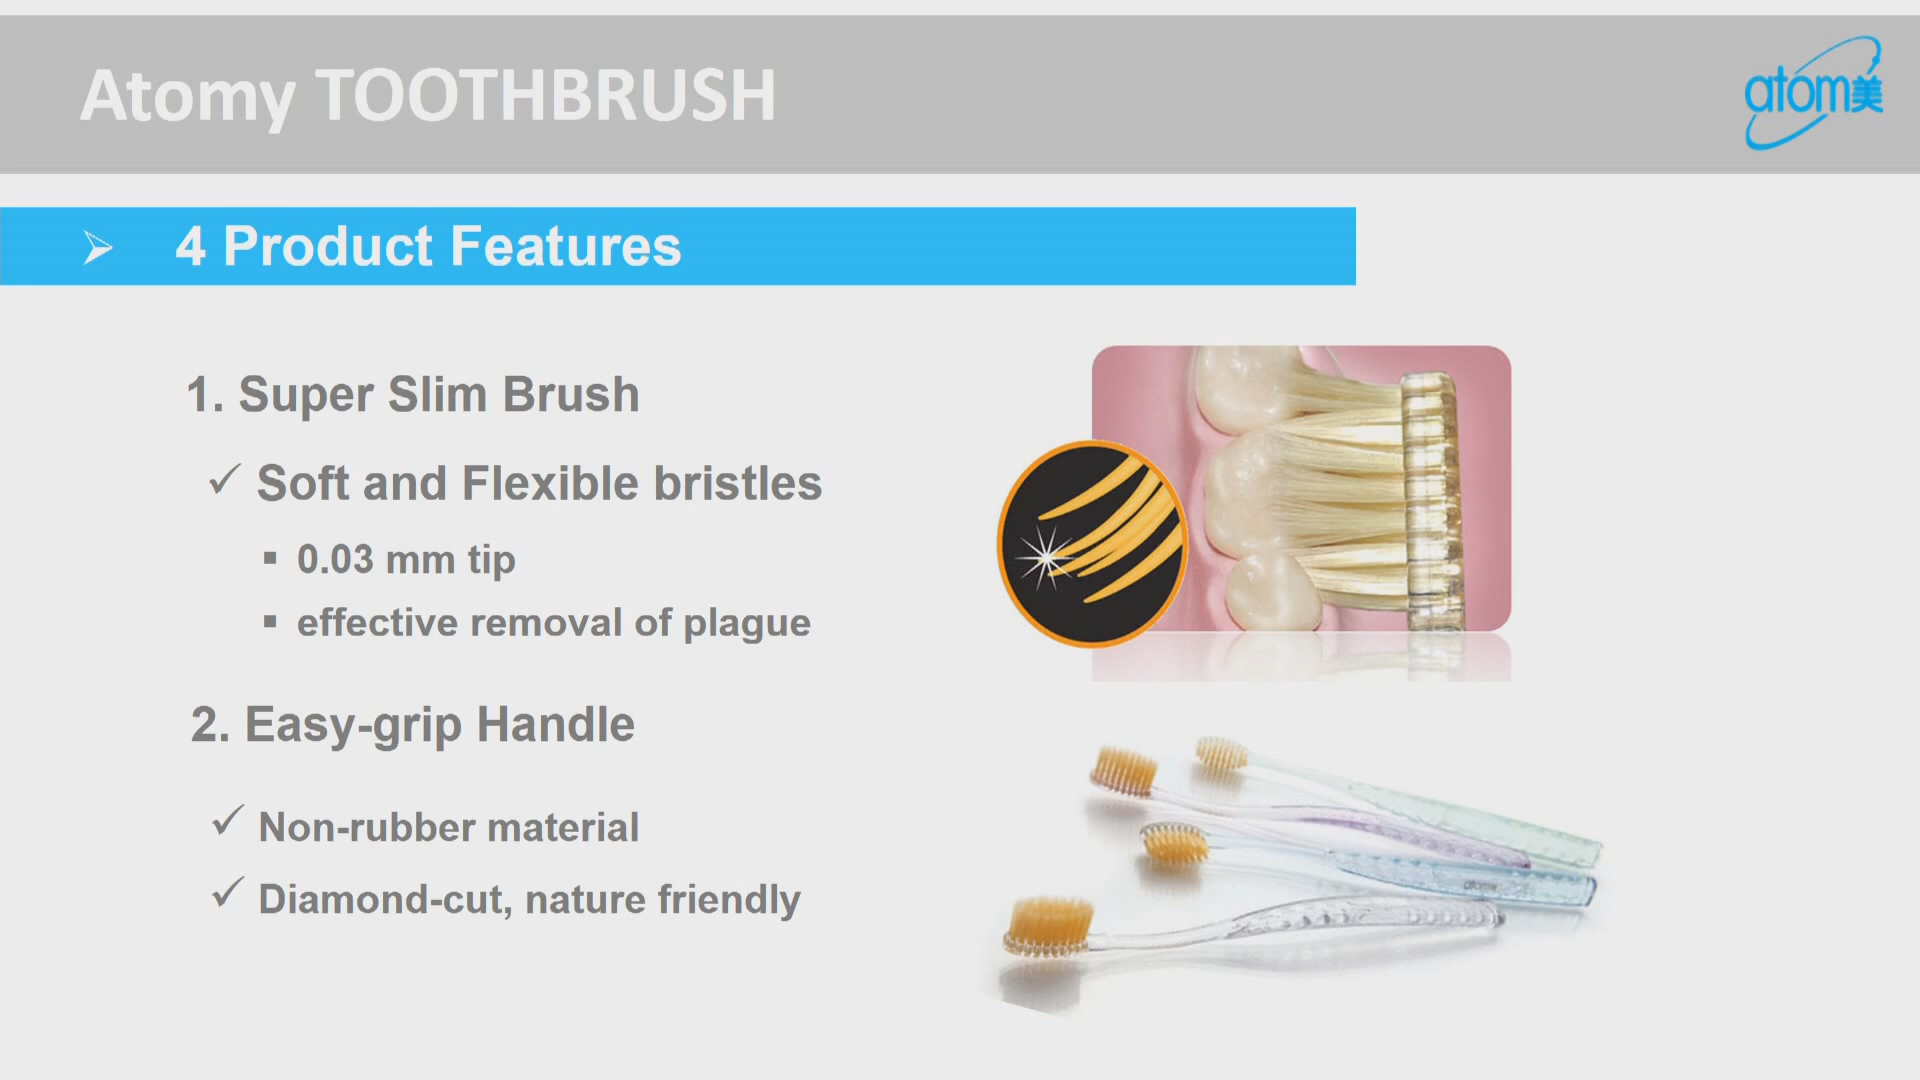 Atomy TOOTHBRUSH
atom美
4 Product Features
1. Super Slim Brush
Soft and Flexible bristles
0.03 mm tip
effective removal of plague
2. Easy-grip Handle
Non-rubber material
Diamond-cut, nature friendly